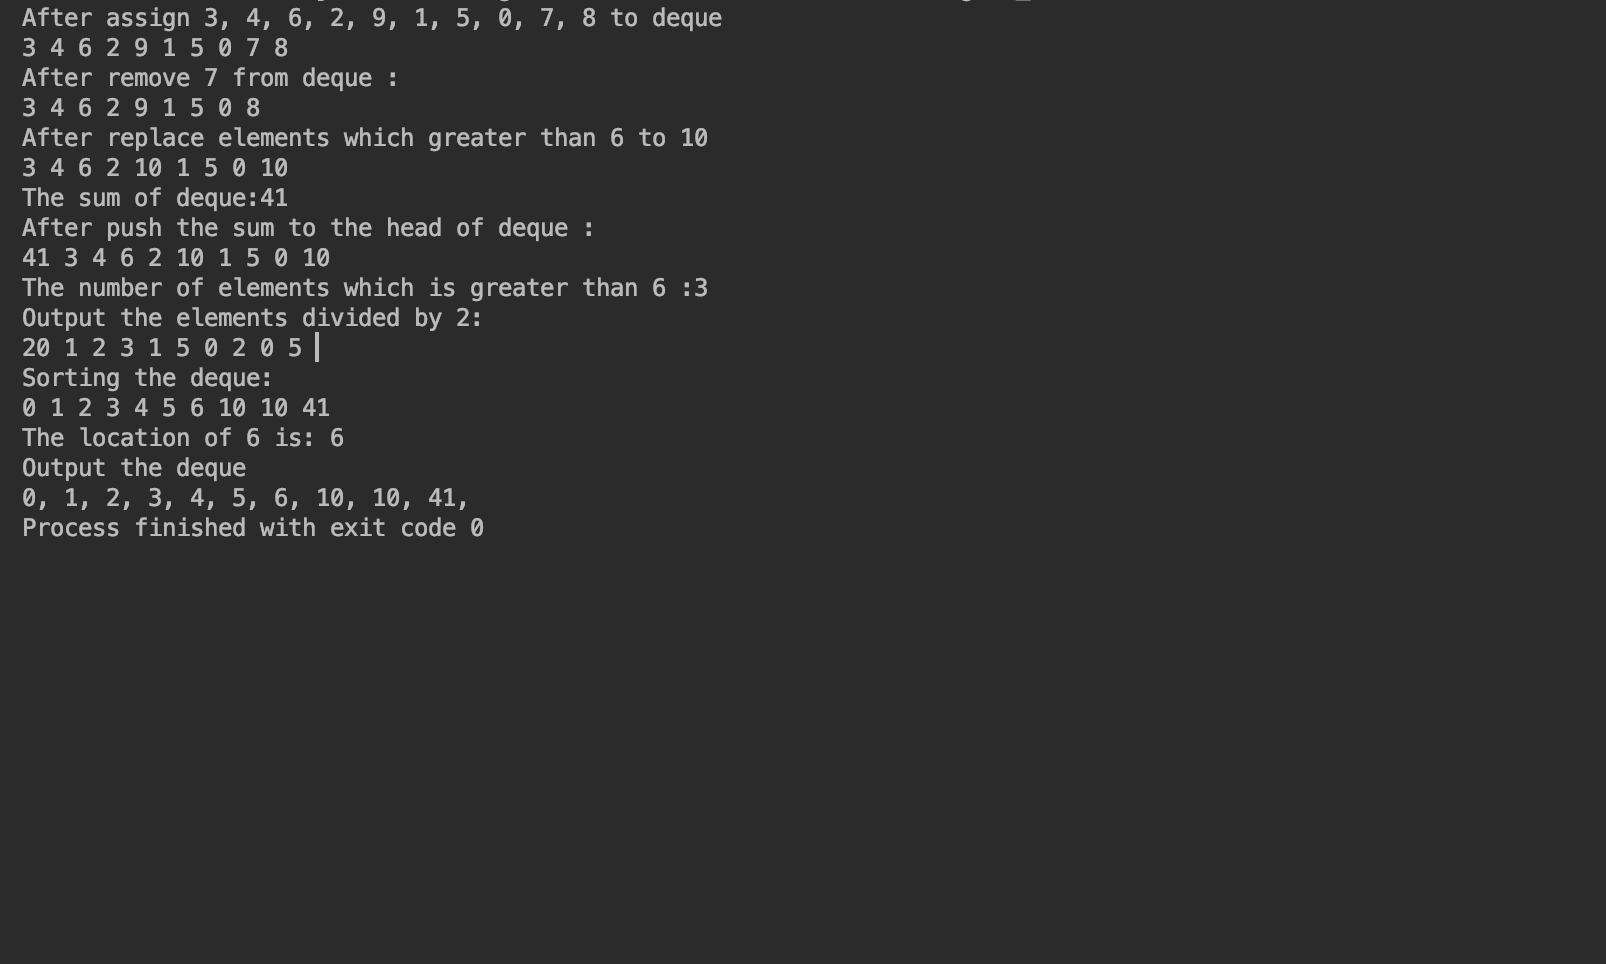 After assign 3, 4, 6, 2, 9, 1, 5, 0, 7, 8 to deque
3 4 6 2 9 1 5 0 7 8
After remove 7 from deque :
3 4 6 2 9 1 5 0 8
After replace elements which greater than 6 to 10
3 4 6 2 10 1 5 0 10
The sum of deque:41
After push the sum to the head of deque :
41 3 4 6 2 10 1 5 0 10
The number of elements which is greater than 6 :3
Output the elements divided by 2:
20 1 2 3 1 5 0 2 0 5
Sorting the deque:
0 1 2 3 4 5 6 10 10 41
The location of 6 is: 6
Output the deque
0, 1, 2, 3, 4, 5, 6, 10, 10, 41,
Process finished with exit code 0